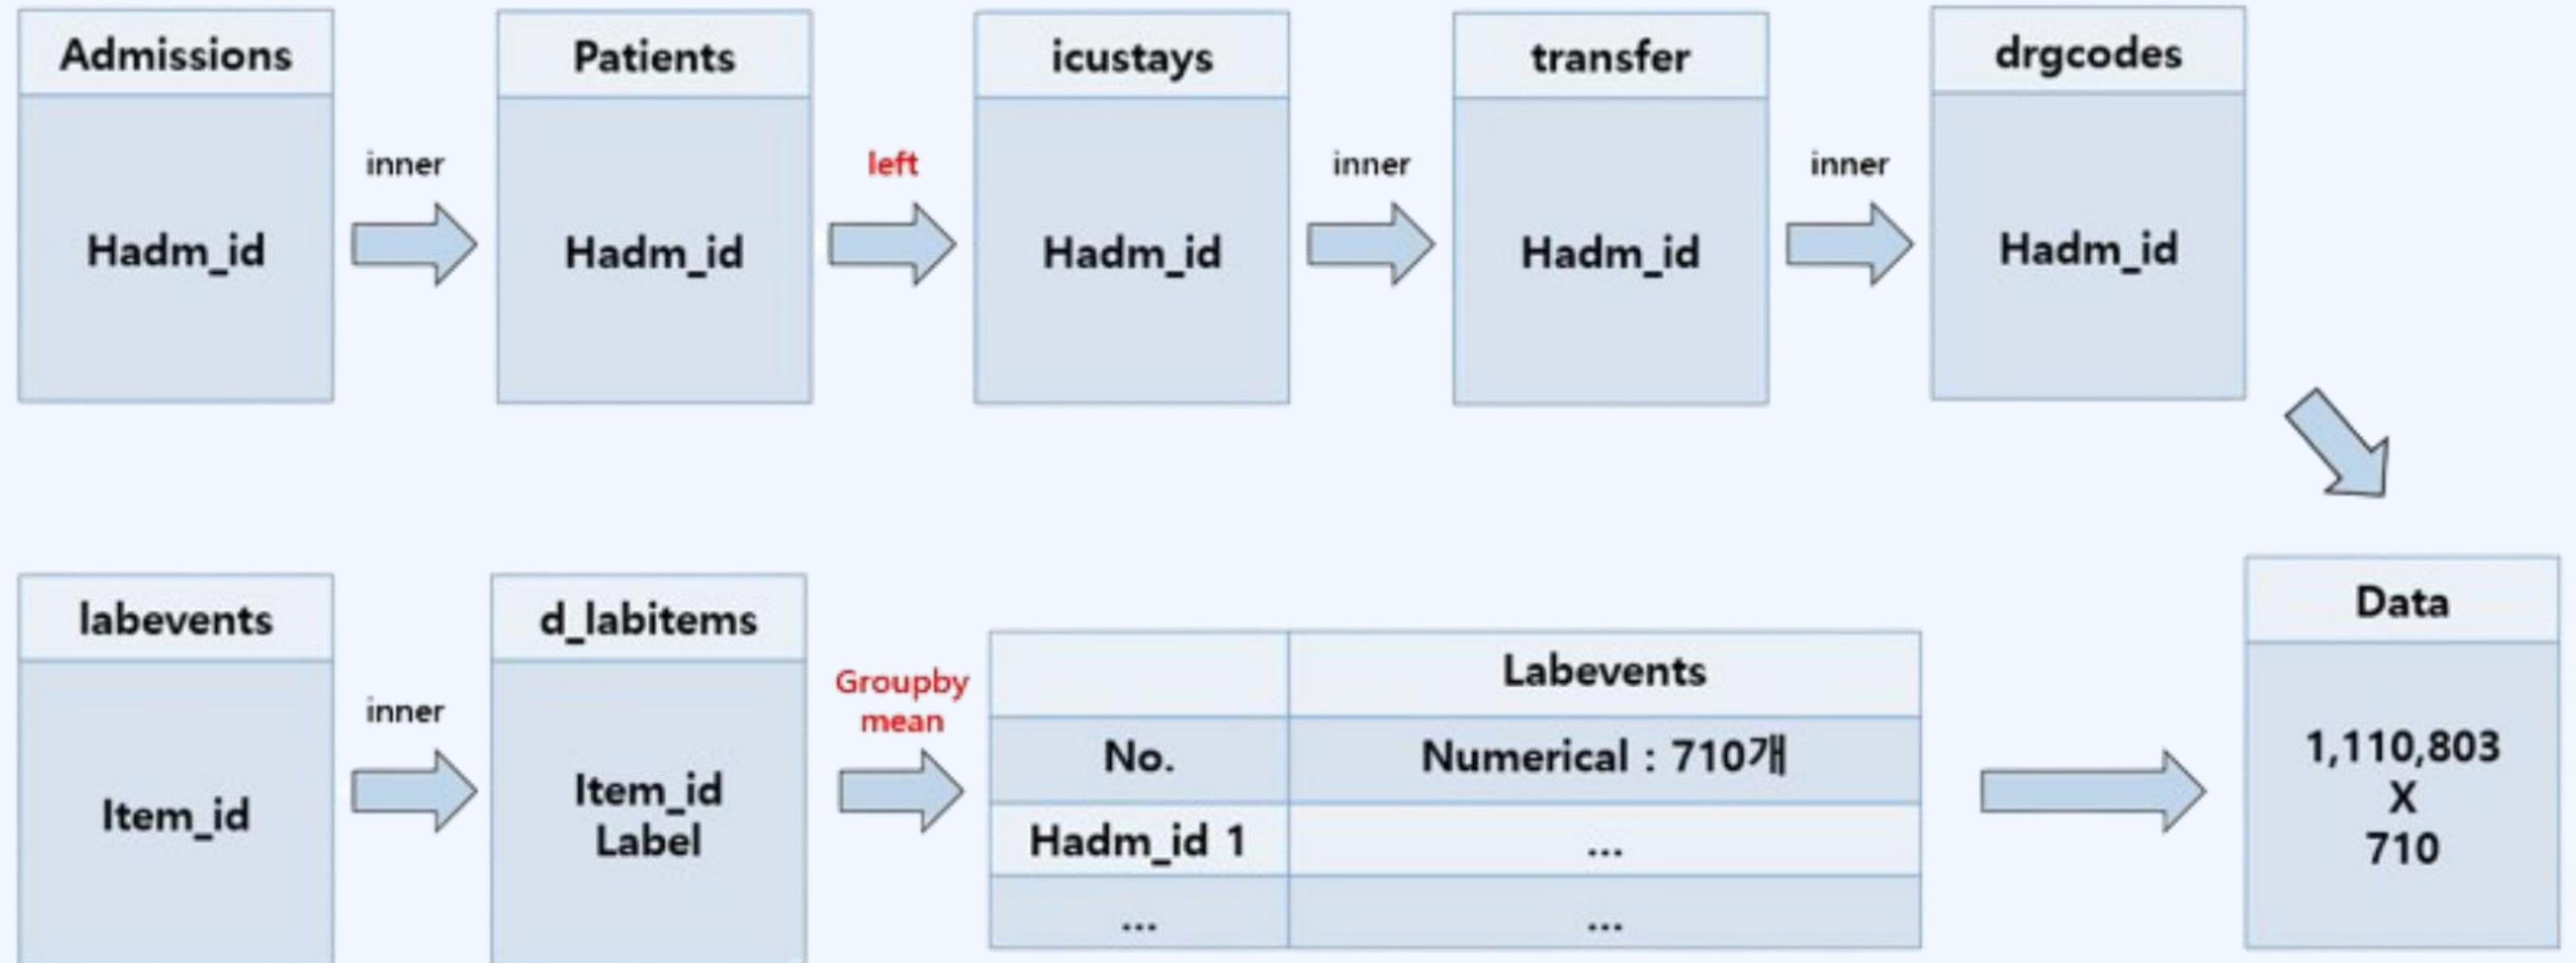 Admissions
Hadm_id
inner
Patients
Hadm_id
left
icustays
Hadm_id
inner
transfer
Hadm_id
inner
drgcodes
Hadm_id
labevents
Item_id
inner
d_labitems
Item_id
Label
Groupby
mean
Labevents
No.
Numerical : 710개
Hadm_id 1
...
...
...
Data
1,110,803
X
710